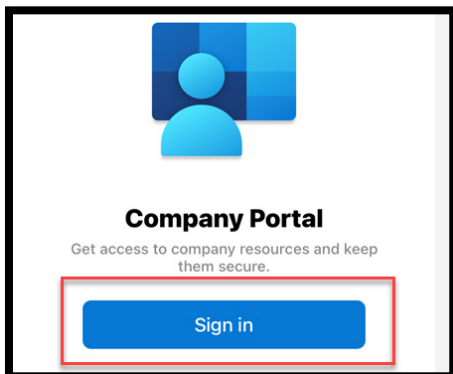 Company Portal
Get access to company resources and keep
them secure.
Sign in